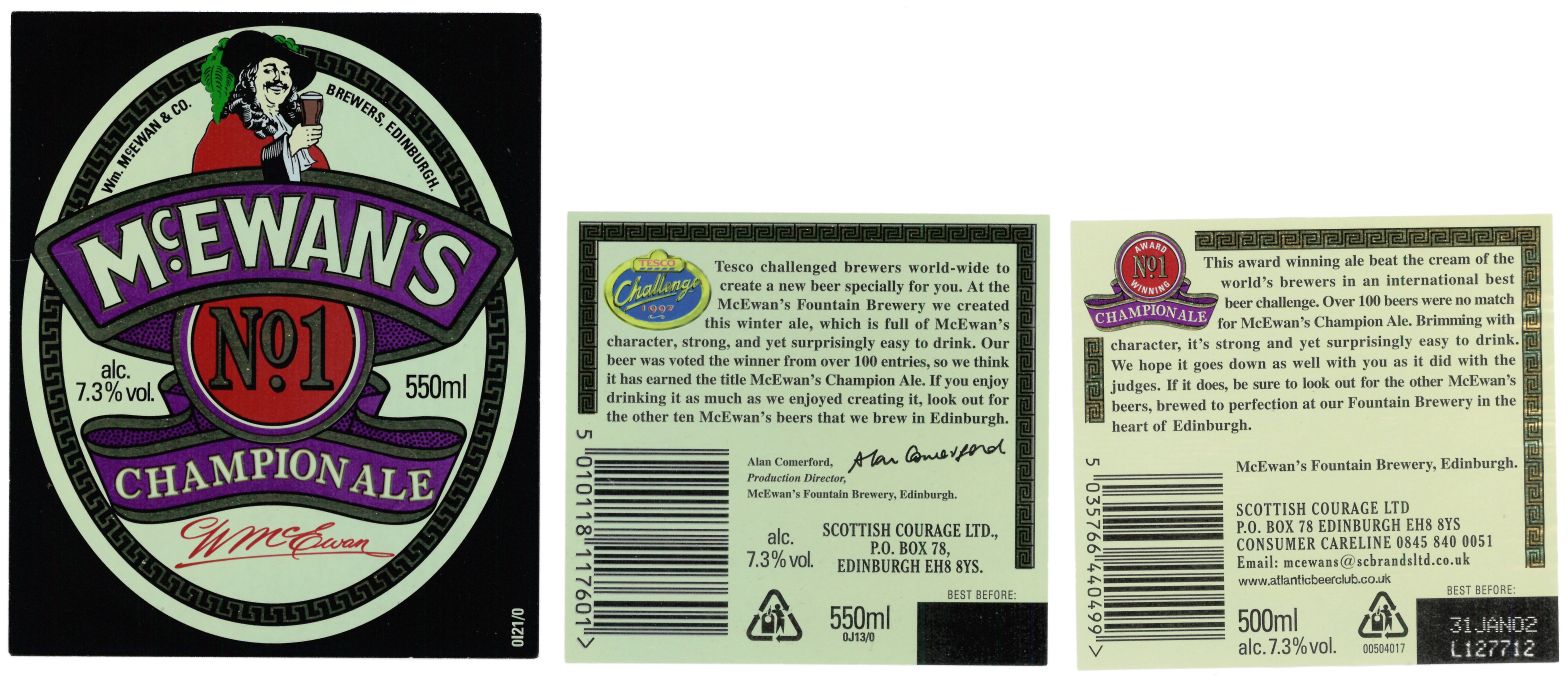 Wm. McEWAN & CO.
BREWERS, EDINBURGH.
McEWAN'S
No1
alc.
7.3% vol.
550ml
CHAMPION ALE
Wm McEwan
0I21/0
TESCO
Challenge
1997
Tesco challenged brewers world-wide to
create a new beer specially for you. At the
McEwan's Fountain Brewery we created
this winter ale, which is full of McEwan's
character, strong, and yet surprisingly easy to drink. Our
beer was voted the winner from over 100 entries, so we think
it has earned the title McEwan's Champion Ale. If you enjoy
drinking it as much as we enjoyed creating it, look out for
the other ten McEwan's beers that we brew in Edinburgh.
Alan Comerford
Alan Comerford,
Production Director,
McEwan's Fountain Brewery, Edinburgh.
5 010118 117601 >
alc.
7.3% vol.
SCOTTISH COURAGE LTD.,
P.O. BOX 78,
EDINBURGH EH8 8YS.
550ml
0J13/0
BEST BEFORE:
AWARD
No1
WINNING
CHAMPION ALE
This award winning ale beat the cream of the
world's brewers in an international best
beer challenge. Over 100 beers were no match
for McEwan's Champion Ale. Brimming with
character, it's strong and yet surprisingly easy to drink.
We hope it goes down as well with you as it did with the
judges. If it does, be sure to look out for the other McEwan's
beers, brewed to perfection at our Fountain Brewery in the
heart of Edinburgh.
McEwan's Fountain Brewery, Edinburgh.
5 035766 440499 >
SCOTTISH COURAGE LTD
P.O. BOX 78 EDINBURGH EH8 8YS
CONSUMER CARELINE 0845 840 0051
Email: mcewans@scbrandsltd.co.uk
www.atlanticbeerclub.co.uk
500ml
alc. 7.3% vol.
00504017
BEST BEFORE:
31JAN02
L127712